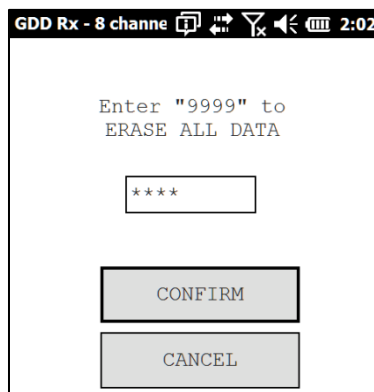 GDD Rx - 8 channe 2:02
Enter "9999" to
ERASE ALL DATA
****
CONFIRM
CANCEL